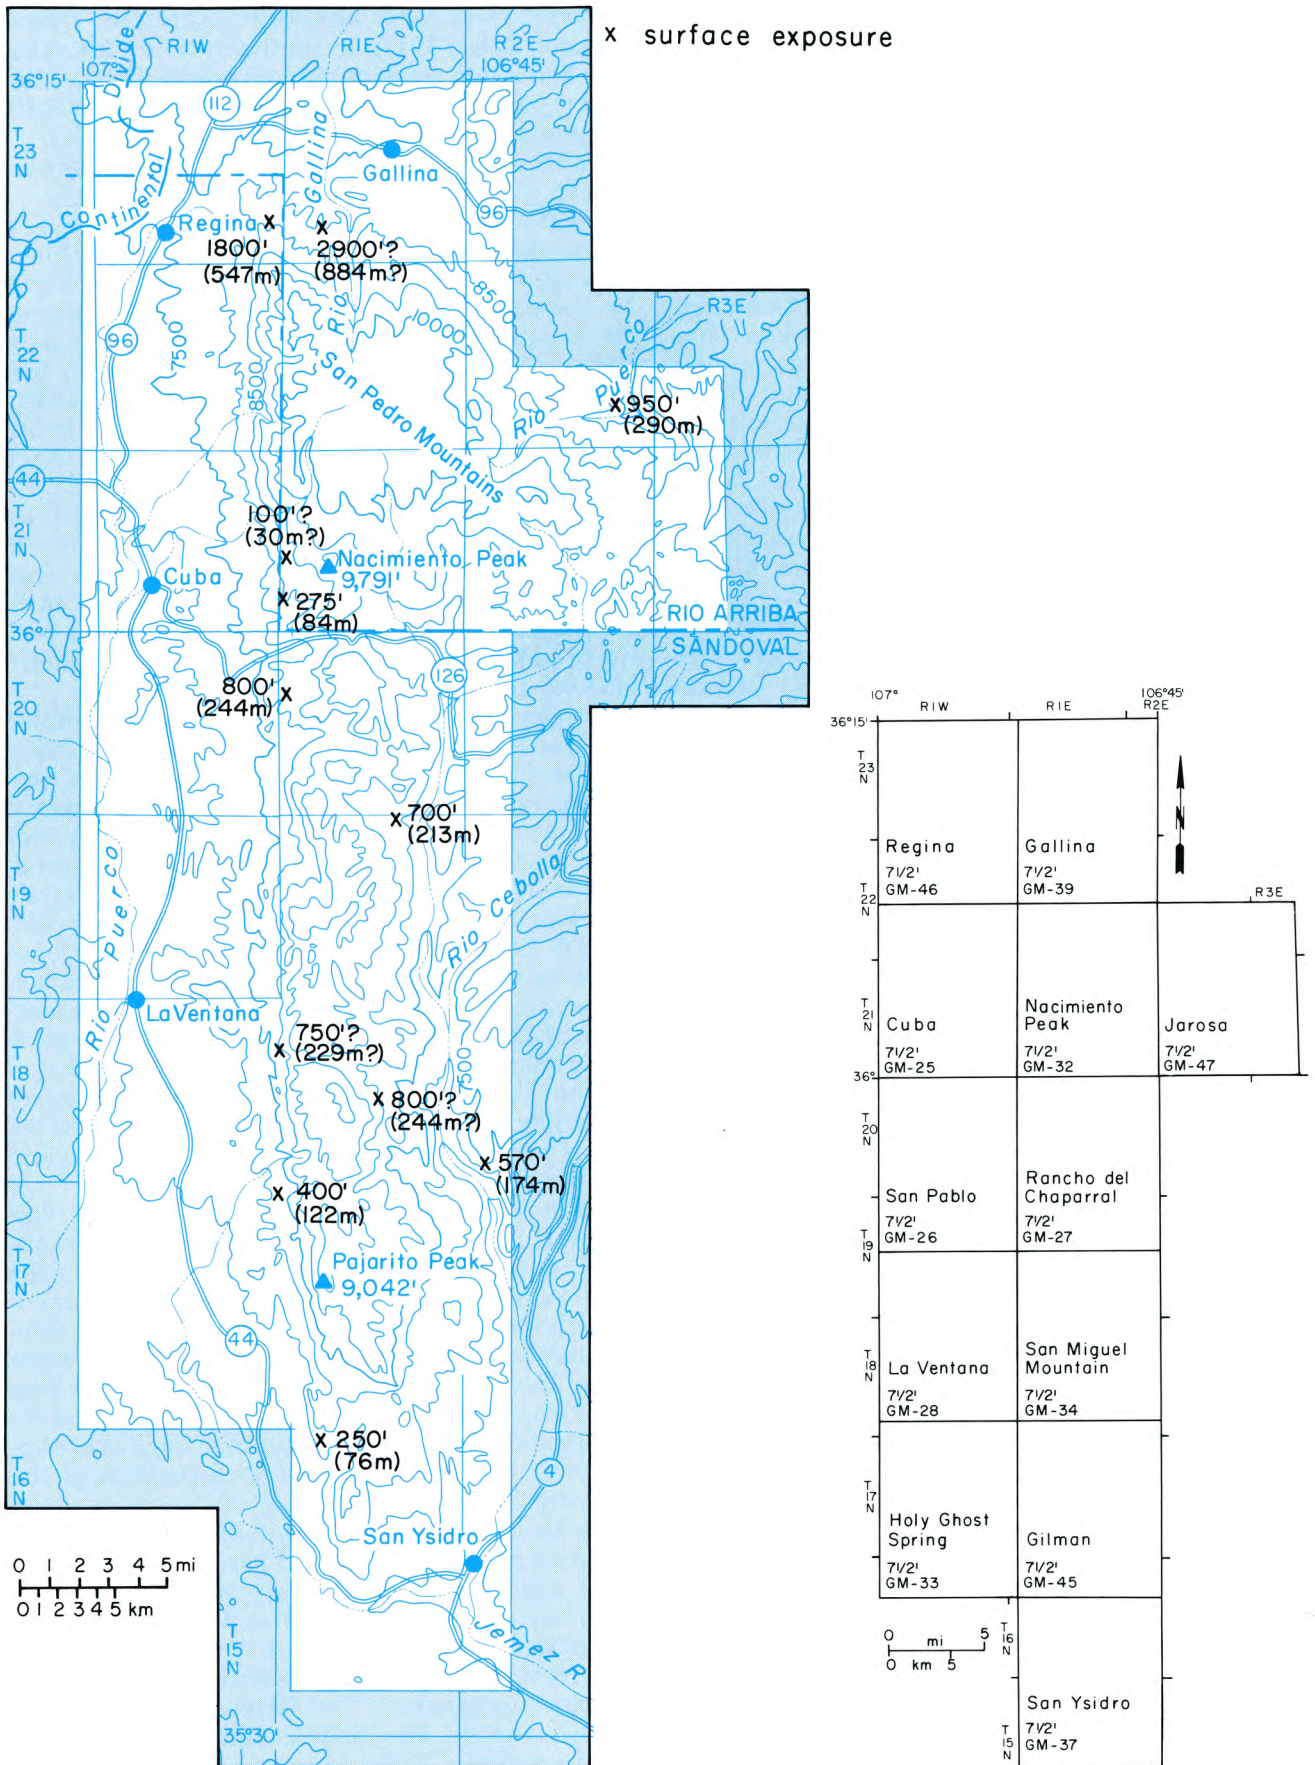 x surface exposure
R1W
R1E
R2E
36°15'
107°
106°45'
Divide
112
Gallina
T
23
N
Gallina
Continental
96
Regina
x
x
1800'
(547m)
2900'?
(884m?)
8500
R3E
Rio
10000
96
7500
T
22
N
Puerco
San Pedro Mountains
8500
x 950'
(290m)
Rio
44
T
21
N
100'?
(30m?)
x
Nacimiento Peak
9,791'
Cuba
x 275'
(84m)
RIO ARRIBA
36°
SANDOVAL
126
800'
(244m)
x
T
20
N
x 700'
(213m)
Puerco
T
19
N
Rio Cebolla
La Ventana
Rio
750'?
(229m?)
x
7500
T
18
N
x 800'?
(244m?)
x 570'
(174m)
x 400'
(122m)
T
17
N
Pajarito Peak
9,042'
44
x 250'
(76m)
T
16
N
4
San Ysidro
0 1 2 3 4 5 mi
0 1 2 3 4 5 km
T
15
N
Jemez R
35°30'
107°
106°45'
R1W
R1E
R2E
36°15'
T
23
N
N
Regina
7 1/2'
GM-46
Gallina
7 1/2'
GM-39
T
22
N
R3E
T
21
N
Cuba
7 1/2'
GM-25
Nacimiento
Peak
7 1/2'
GM-32
Jarosa
7 1/2'
GM-47
36°
T
20
N
San Pablo
7 1/2'
GM-26
Rancho del
Chaparral
7 1/2'
GM-27
T
19
N
La Ventana
7 1/2'
GM-28
San Miguel
Mountain
7 1/2'
GM-34
T
18
N
T
17
N
Holy Ghost
Spring
7 1/2'
GM-33
Gilman
7 1/2'
GM-45
0 mi 5
0 km 5
T
16
N
San Ysidro
7 1/2'
GM-37
T
15
N